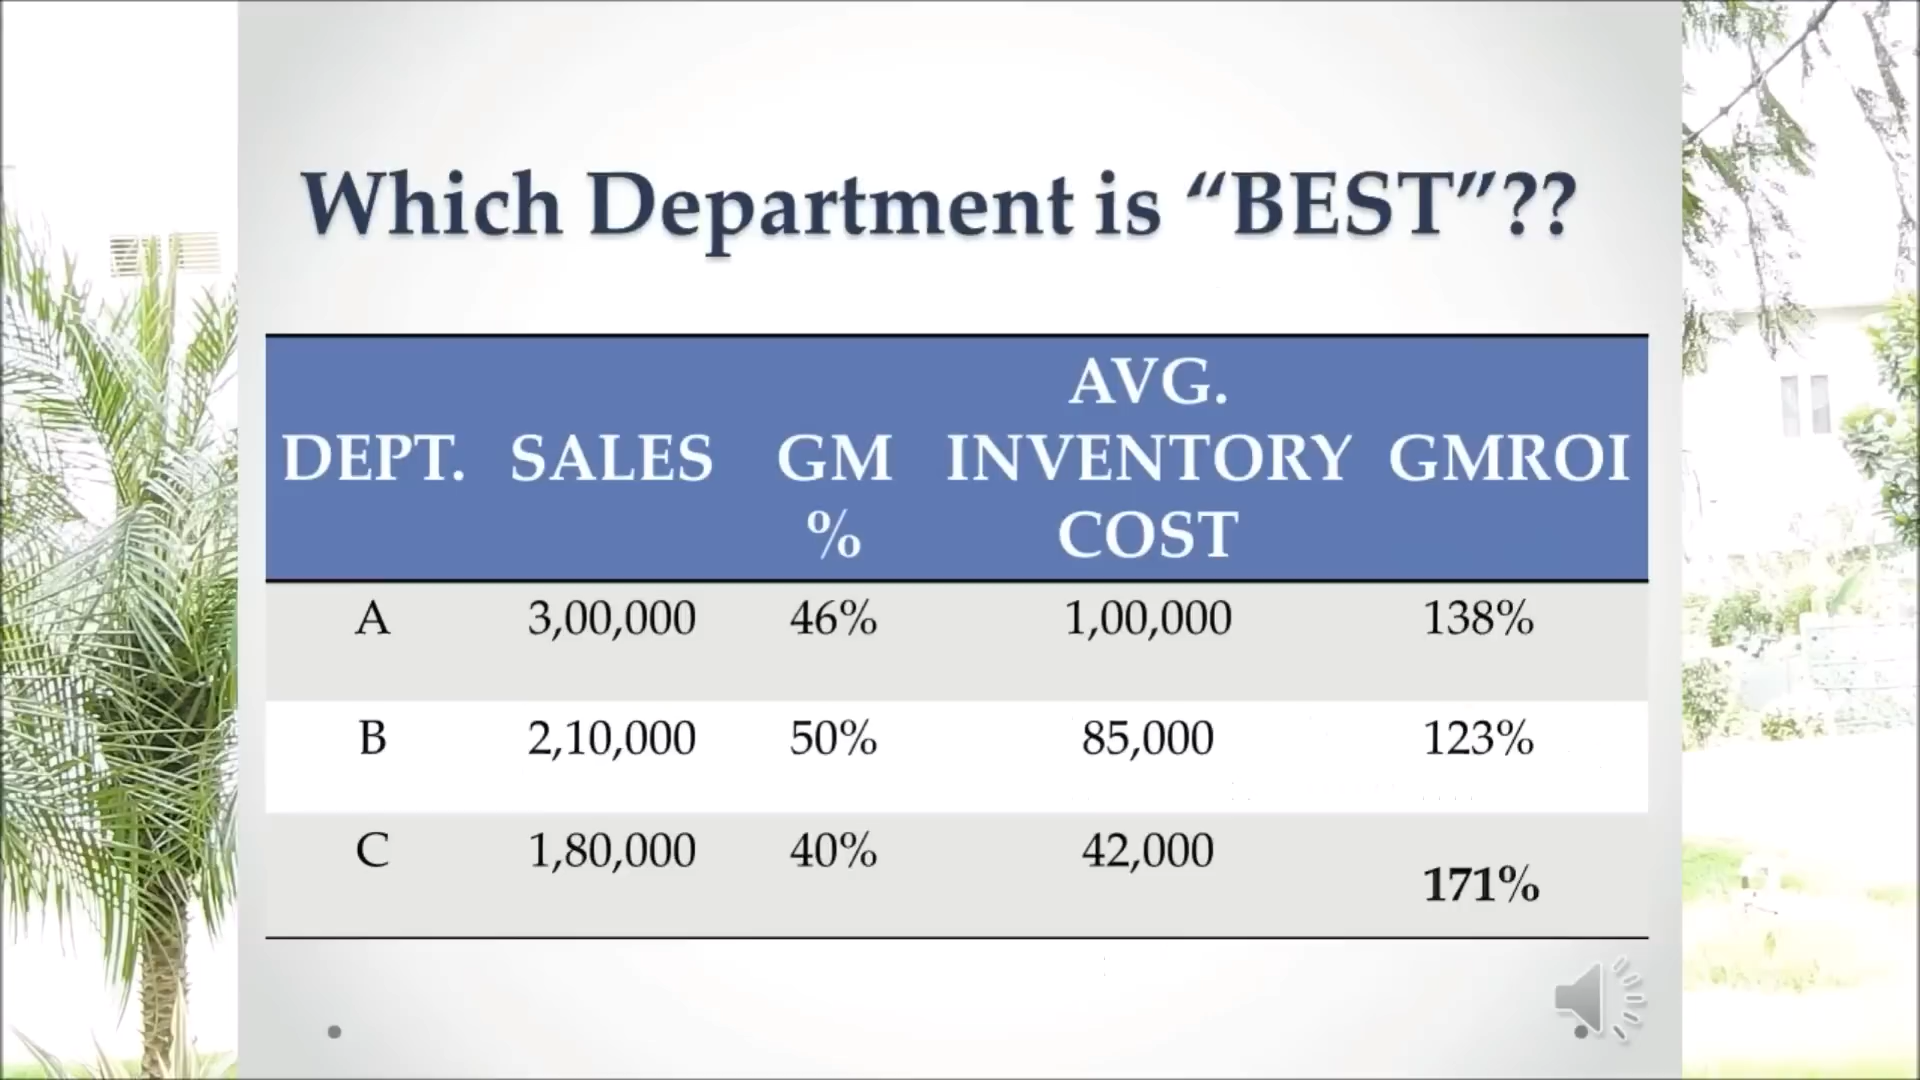 Which Department is “BEST”??
DEPT. SALES GM % AVG. INVENTORY COST GMROI
A 3,00,000 46% 1,00,000 138%
B 2,10,000 50% 85,000 123%
C 1,80,000 40% 42,000 171%